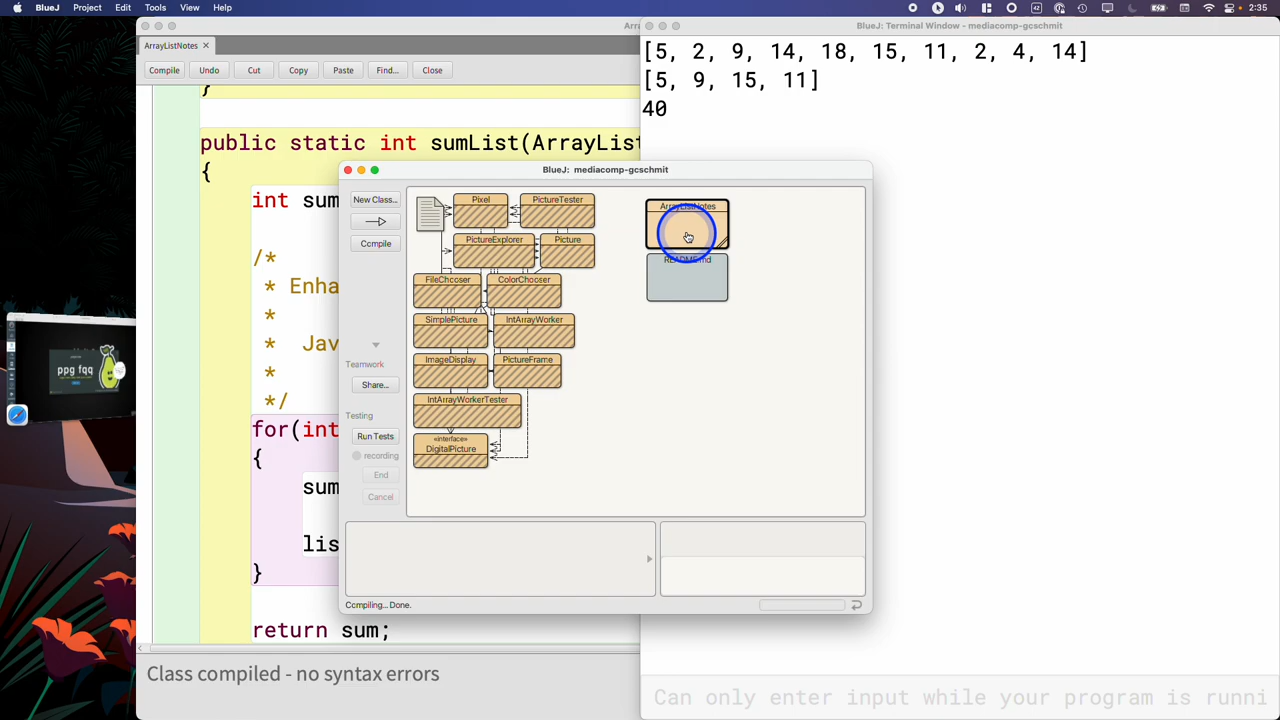 BlueJ Project Edit Tools View Help
2:35
Arr
BlueJ: Terminal Window - mediacomp-gcschmit
ArrayListNotes ×
Compile Undo Cut Copy Paste Find... Close
}
public static int sumList(ArrayList
{
int sum
/*
* Enha
*
* Jav
*
*/
for(int
{
sum
lis
}
return sum;
Class compiled - no syntax errors
[5, 2, 9, 14, 18, 15, 11, 2, 4, 14]
[5, 9, 15, 11]
40
Can only enter input while your program is runni
BlueJ: mediacomp-gcschmit
New Class...
Compile
Teamwork
Share...
Testing
Run Tests
recording
End
Cancel
Pixel
PictureTester
PictureExplorer
Picture
FileChooser
ColorChooser
SimplePicture
IntArrayWorker
ImageDisplay
PictureFrame
IntArrayWorkerTester
«interface»
DigitalPicture
ArrayListNotes
README.md
Compiling... Done.
ppg fqq